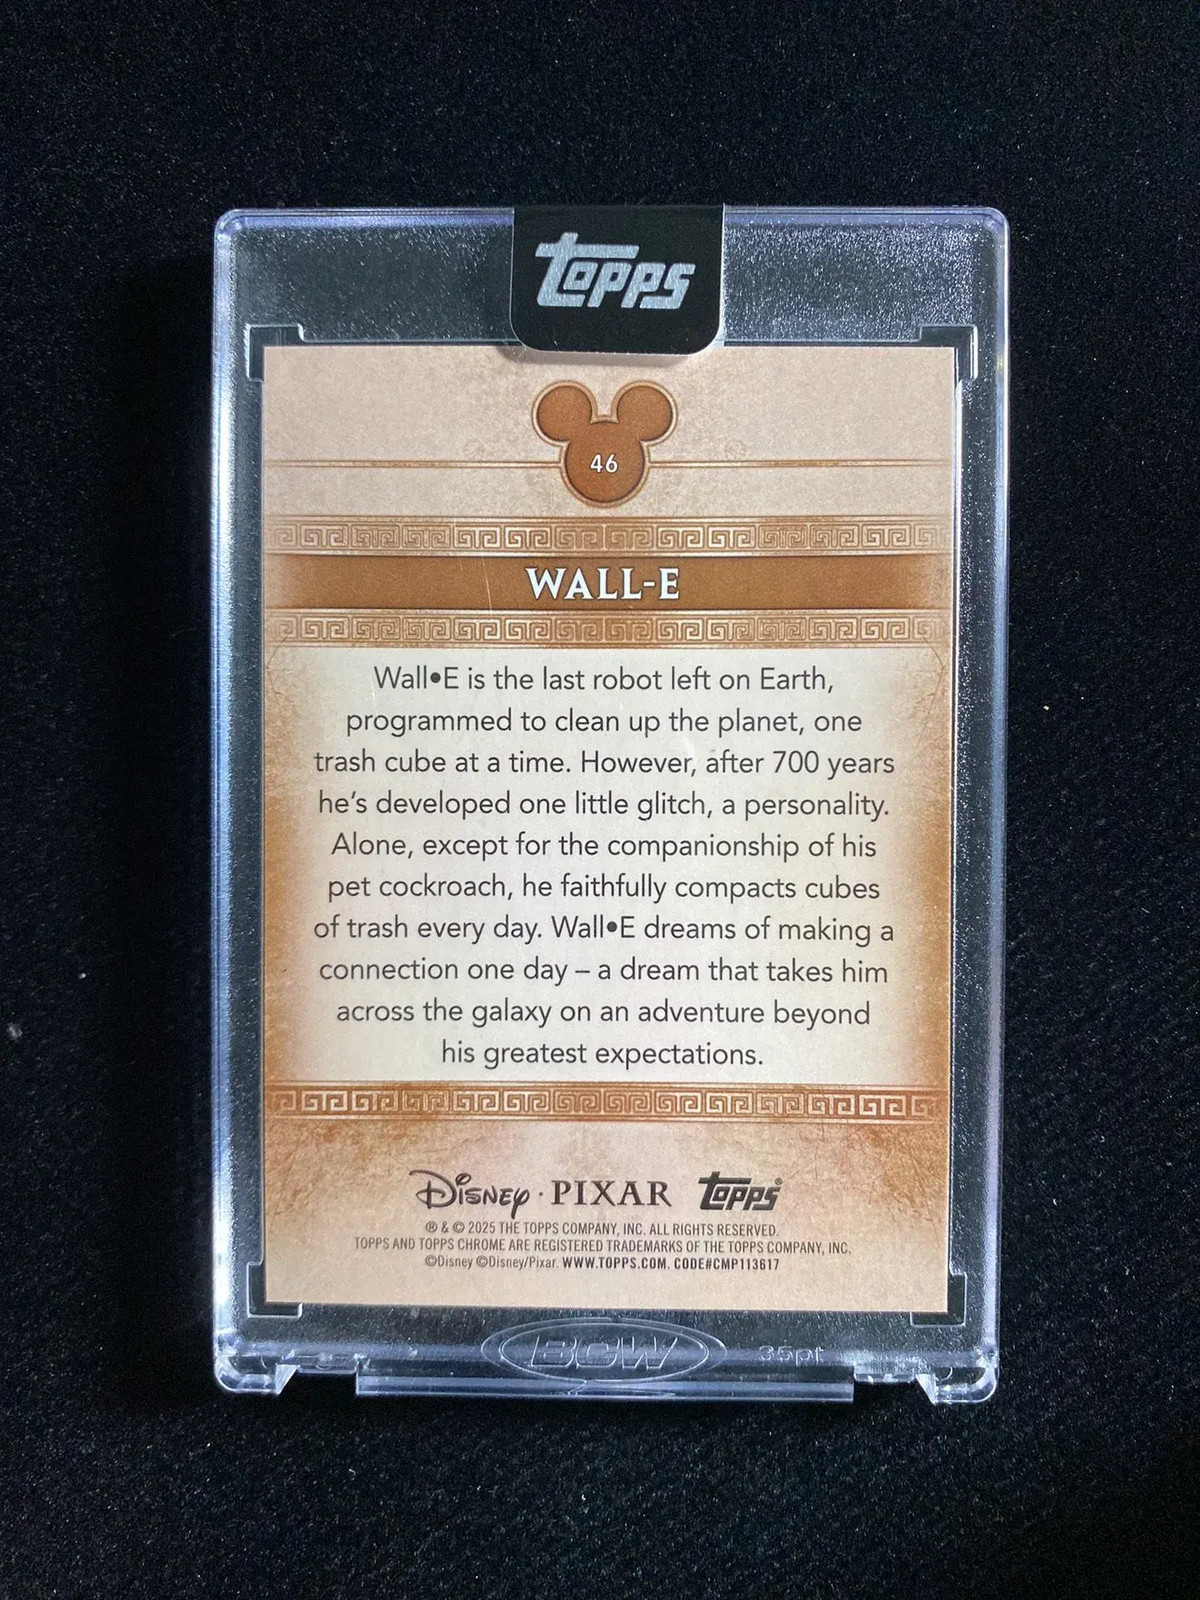 Topps
46
WALL-E
Wall•E is the last robot left on Earth,
programmed to clean up the planet, one
trash cube at a time. However, after 700 years
he's developed one little glitch, a personality.
Alone, except for the companionship of his
pet cockroach, he faithfully compacts cubes
of trash every day. Wall•E dreams of making a
connection one day – a dream that takes him
across the galaxy on an adventure beyond
his greatest expectations.
Disney · PIXAR Topps®
® & © 2025 THE TOPPS COMPANY, INC. ALL RIGHTS RESERVED.
TOPPS AND TOPPS CHROME ARE REGISTERED TRADEMARKS OF THE TOPPS COMPANY, INC.
©Disney ©Disney/Pixar. WWW.TOPPS.COM. CODE#CMP113617
BCW 35pt